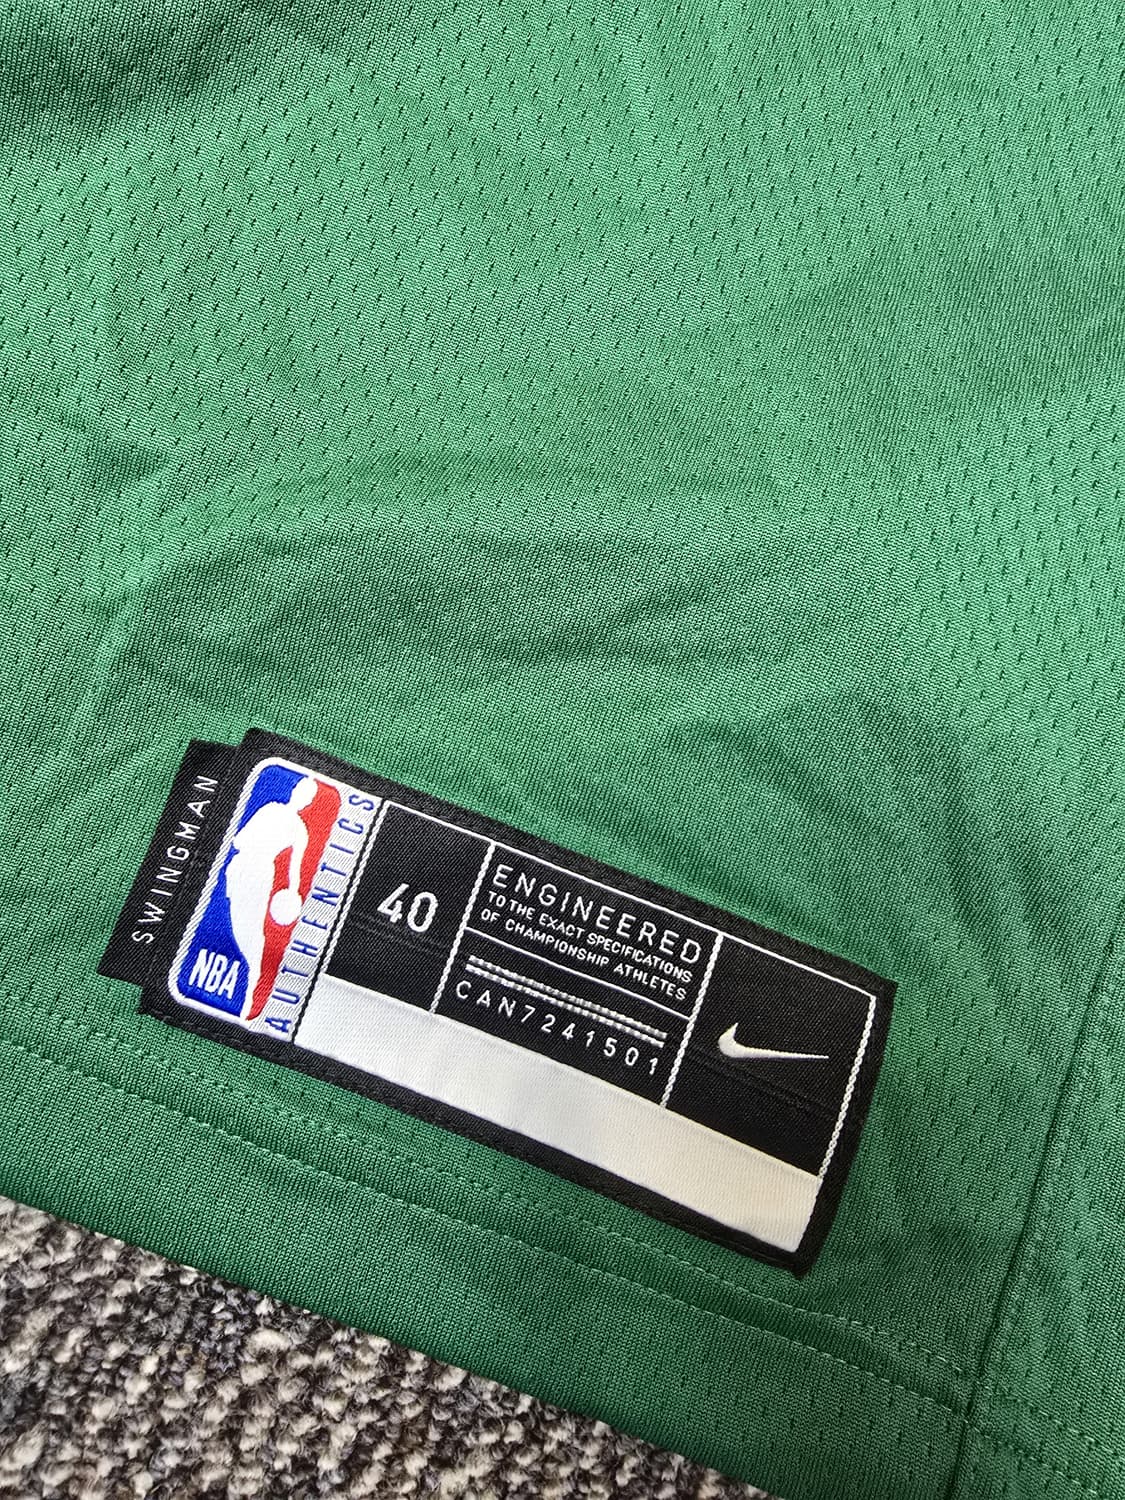 SWINGMAN
NBA
AUTHENTICS
40
ENGINEERED
TO THE EXACT SPECIFICATIONS
OF CHAMPIONSHIP ATHLETES
CAN7241501